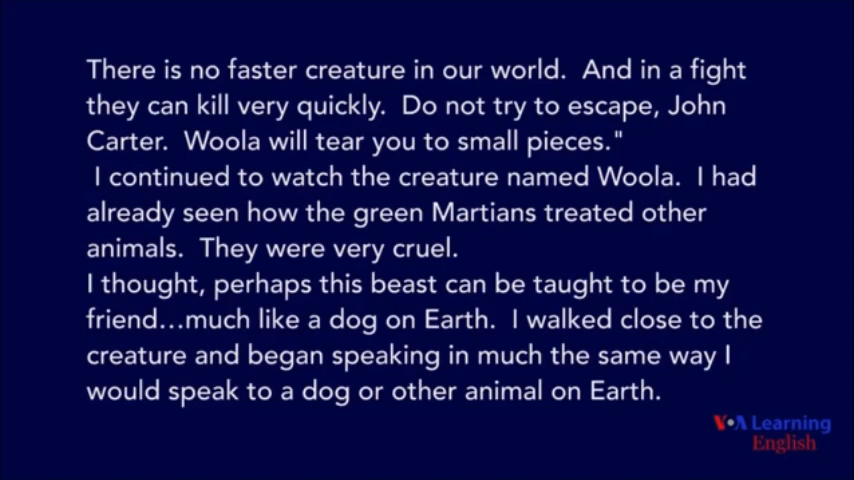 There is no faster creature in our world.  And in a fight
they can kill very quickly.  Do not try to escape, John
Carter.  Woola will tear you to small pieces."
I continued to watch the creature named Woola.  I had
already seen how the green Martians treated other
animals.  They were very cruel.
I thought, perhaps this beast can be taught to be my
friend...much like a dog on Earth.  I walked close to the
creature and began speaking in much the same way I
would speak to a dog or other animal on Earth.
VOA Learning
English